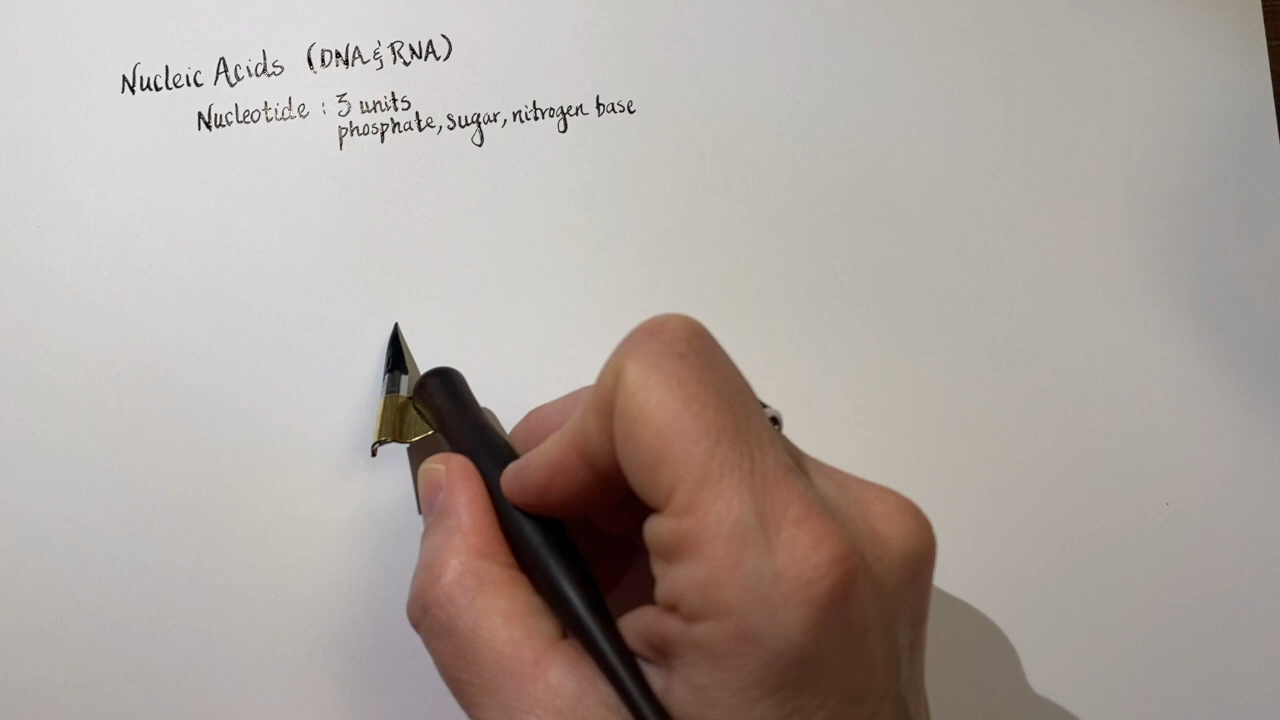 Nucleic Acids (DNA & RNA)
Nucleotide : 3 units
phosphate, sugar, nitrogen base